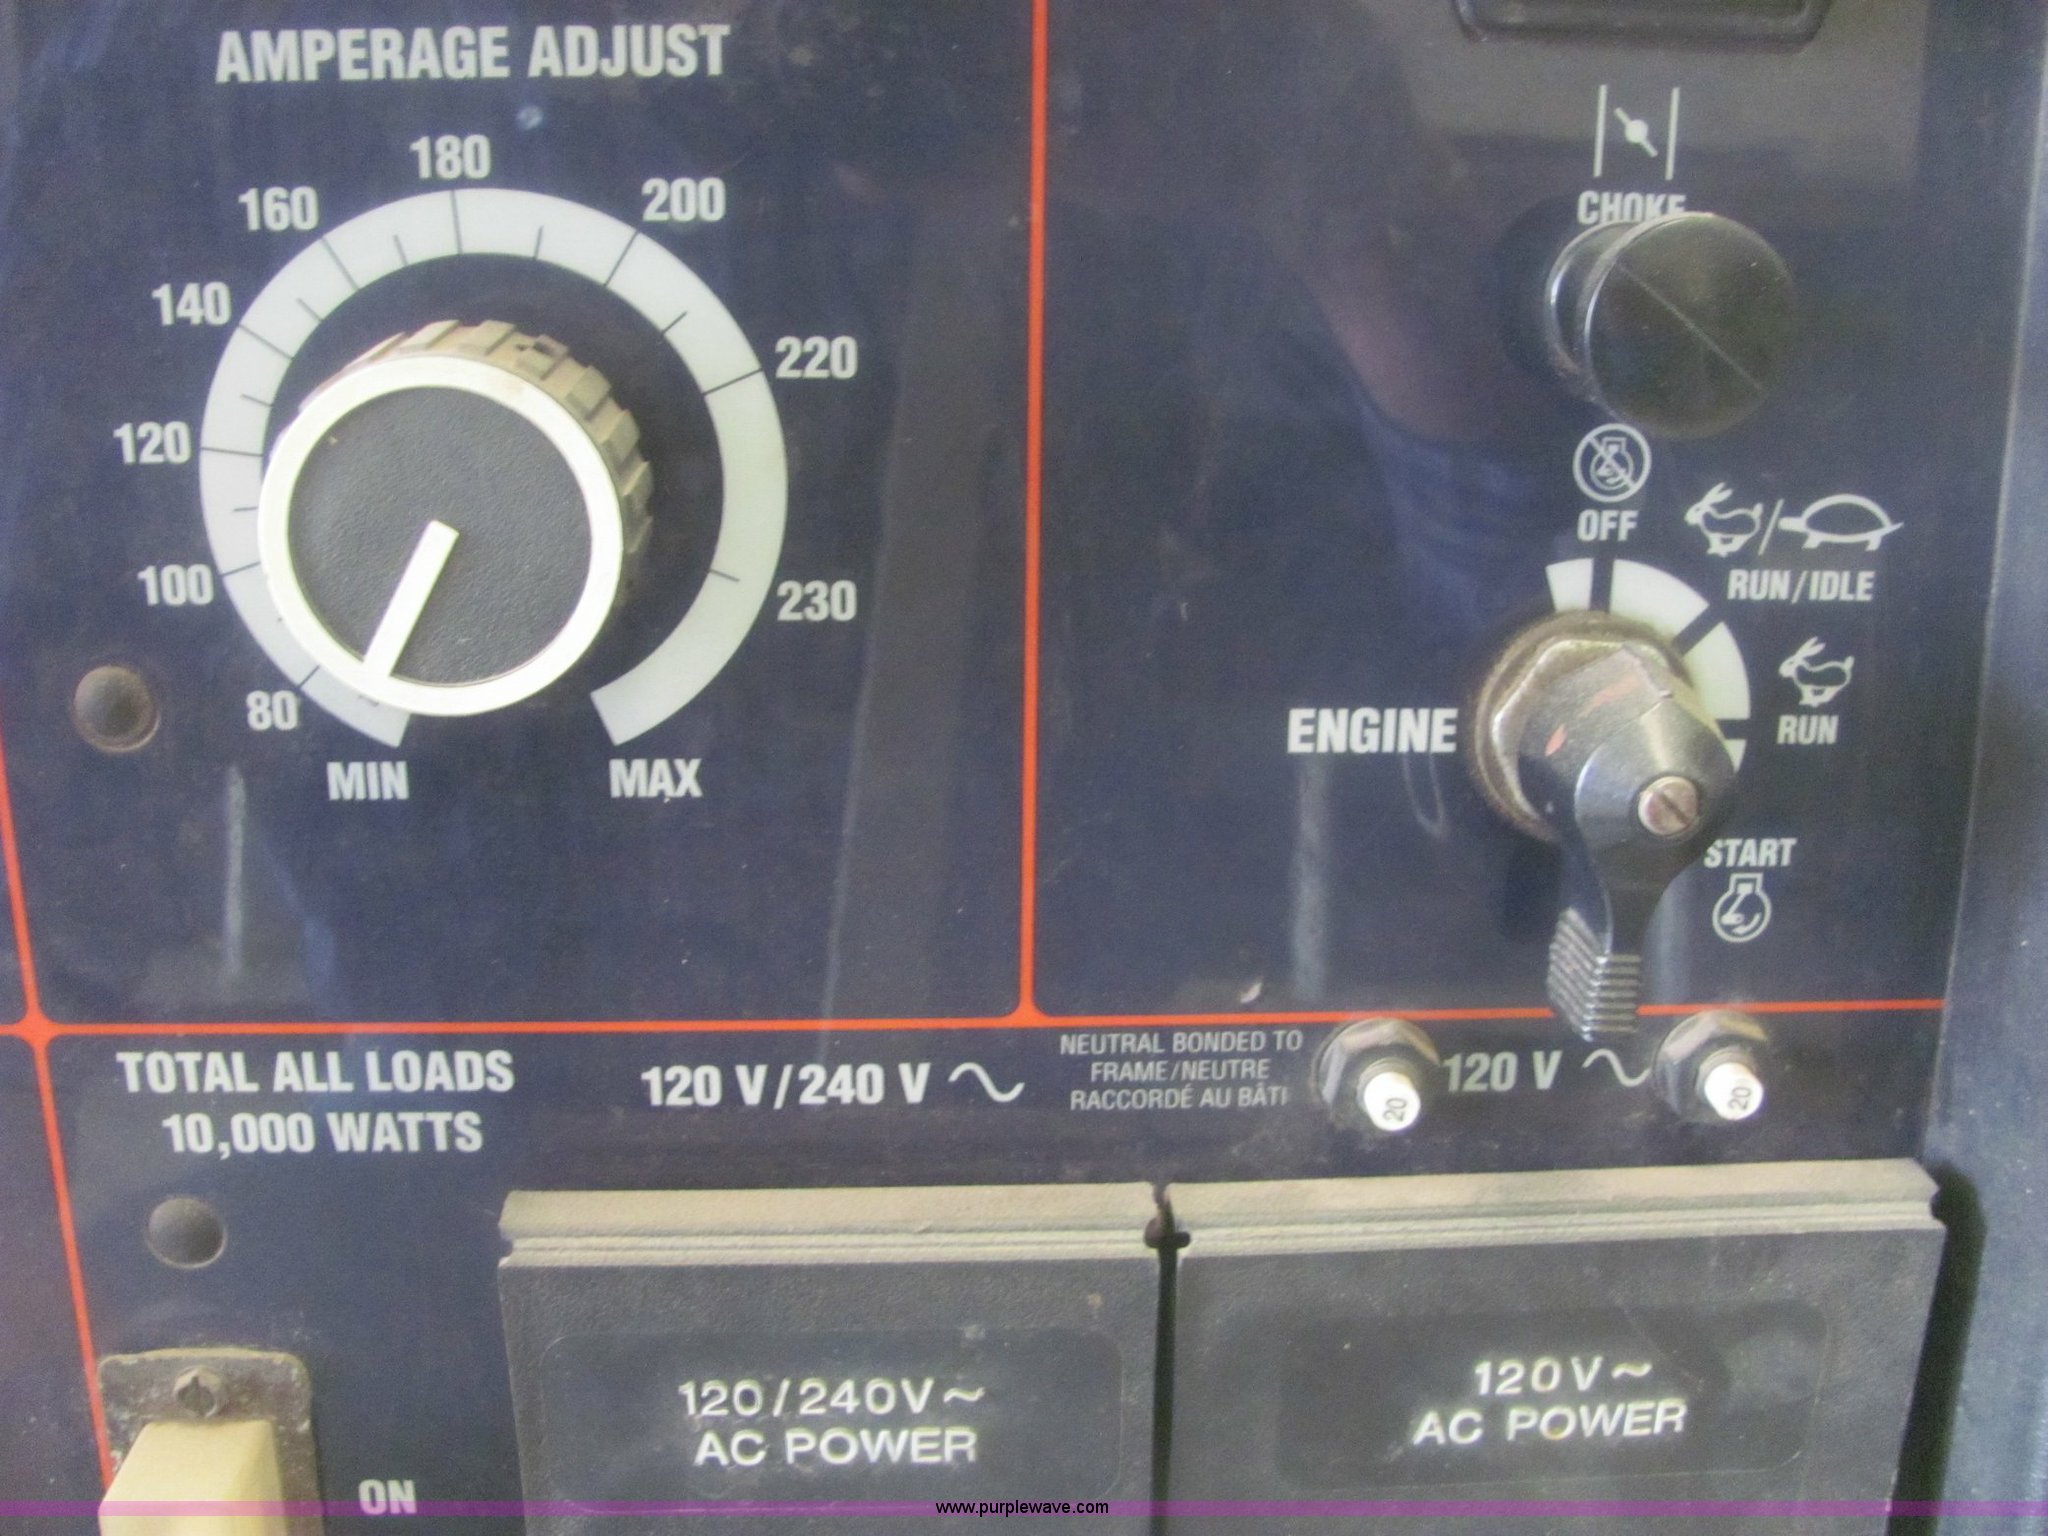 AMPERAGE ADJUST
180
160
200
140
220
120
100
230
80
MIN
MAX
CHOKE
OFF
RUN/IDLE
RUN
ENGINE
START
TOTAL ALL LOADS
10,000 WATTS
120 V/240 V
NEUTRAL BONDED TO
FRAME/NEUTRE
RACCORDÉ AU BÂTI
120 V
20
20
120/240V~
AC POWER
120V~
AC POWER
ON
www.purplewave.com